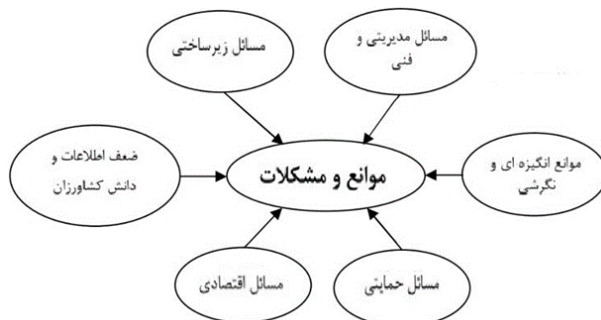 مسائل مدیریتی و
فنی
مسائل زیرساختی
موانع انگیزه ای و
نگرشی
موانع و مشکلات
ضعف اطلاعات و
دانش کشاورزان
مسائل حمایتی
مسائل اقتصادی